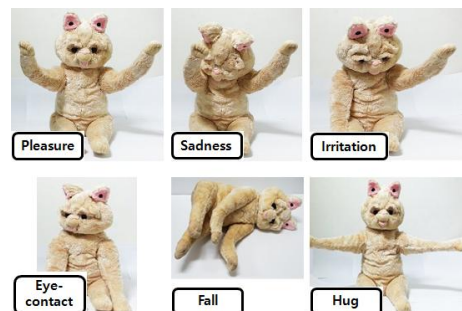 Pleasure
Sadness
Irritation
Eye-
contact
Fall
Hug